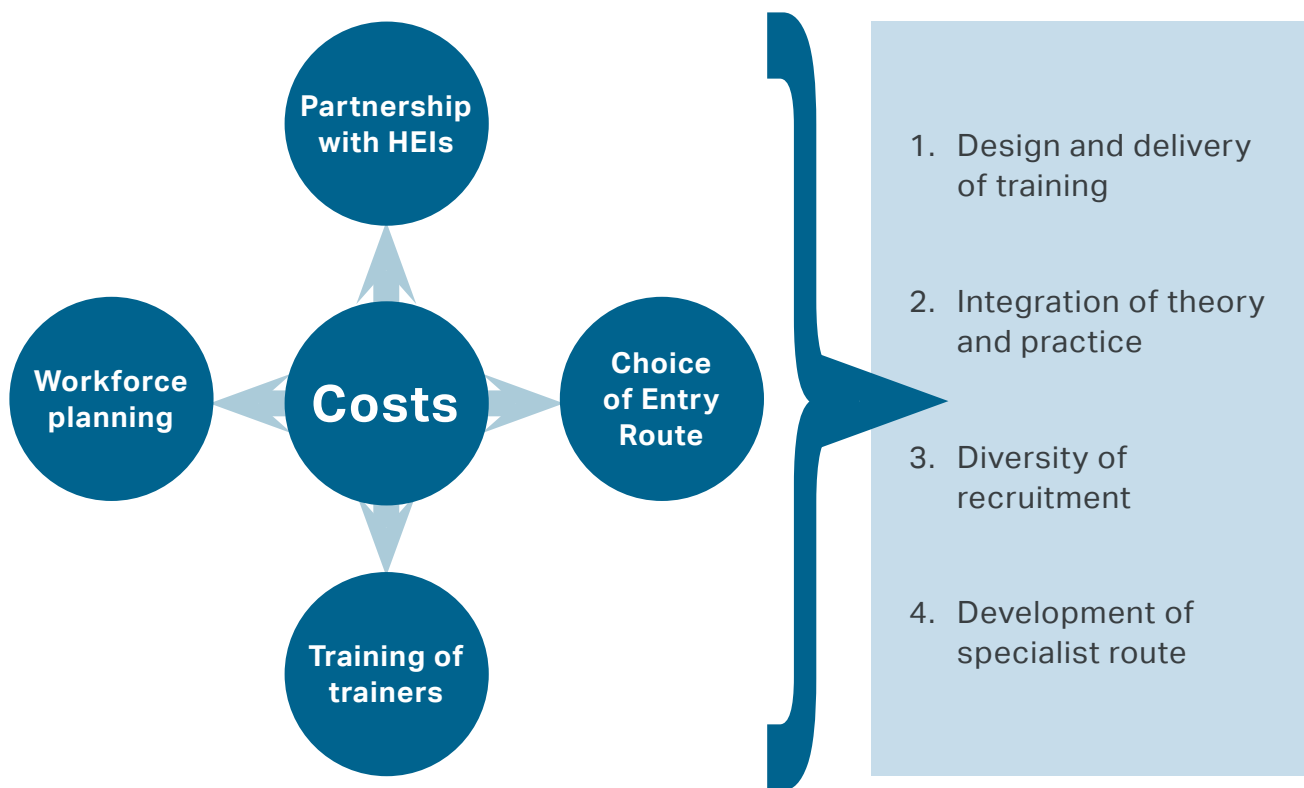 Partnership
with HEIs
Workforce
planning
Costs
Choice
of Entry
Route
Training of
trainers
1. Design and delivery
of training
2. Integration of theory
and practice
3. Diversity of
recruitment
4. Development of
specialist route